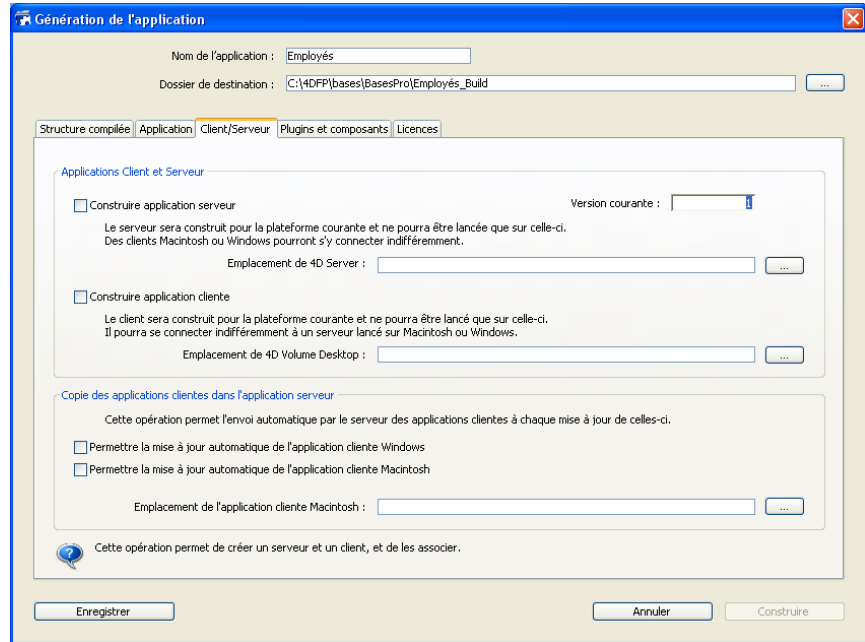 Génération de l'application
Nom de l'application : Employés
Dossier de destination : C:\4DFP\bases\BasesPro\Employés_Build ...
Structure compilée Application Client/Serveur Plugins et composants Licences
Applications Client et Serveur
Construire application serveur Version courante : 1
Le serveur sera construit pour la plateforme courante et ne pourra être lancée que sur celle-ci.
Des clients Macintosh ou Windows pourront s'y connecter indifféremment.
Emplacement de 4D Server : ...
Construire application cliente
Le client sera construit pour la plateforme courante et ne pourra être lancé que sur celle-ci.
Il pourra se connecter indifféremment à un serveur lancé sur Macintosh ou Windows.
Emplacement de 4D Volume Desktop : ...
Copie des applications clientes dans l'application serveur
Cette opération permet l'envoi automatique par le serveur des applications clientes à chaque mise à jour de celles-ci.
Permettre la mise à jour automatique de l'application cliente Windows
Permettre la mise à jour automatique de l'application cliente Macintosh
Emplacement de l'application cliente Macintosh : ...
Cette opération permet de créer un serveur et un client, et de les associer.
Enregistrer Annuler Construire